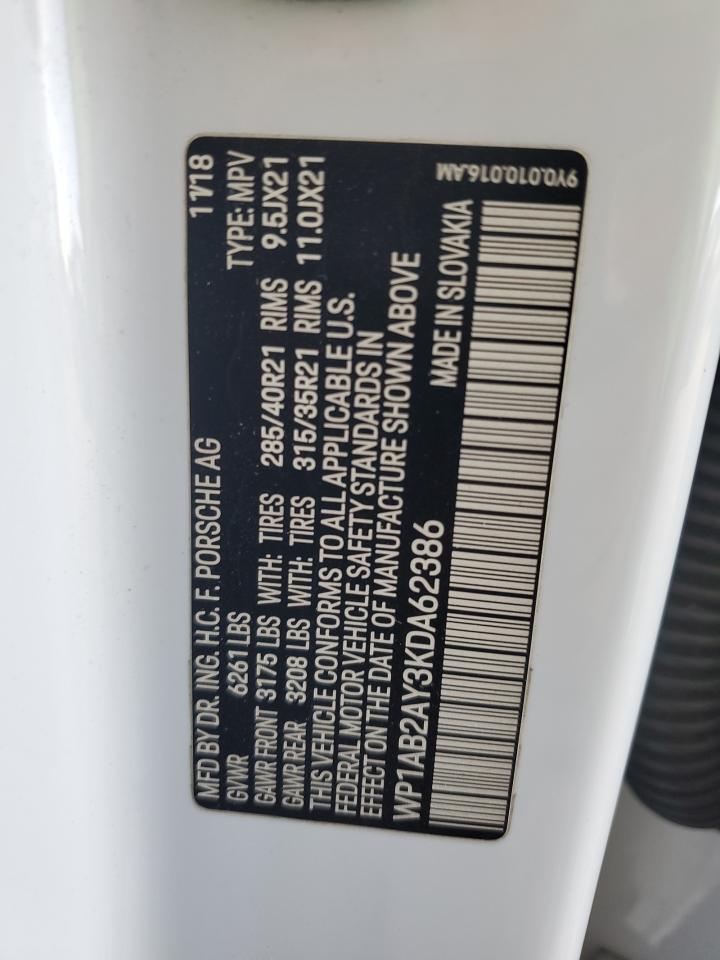 MFD BY DR. ING. H.C. F. PORSCHE AG 11/18
GVWR 6261 LBS TYPE: MPV
GAWR FRONT 3175 LBS WITH: TIRES 285/40R21 RIMS 9.5JX21
GAWR REAR 3208 LBS WITH: TIRES 315/35R21 RIMS 11.0JX21
THIS VEHICLE CONFORMS TO ALL APPLICABLE U.S.
FEDERAL MOTOR VEHICLE SAFETY STANDARDS IN
EFFECT ON THE DATE OF MANUFACTURE SHOWN ABOVE
WP1AB2AY3KDA62386 MADE IN SLOVAKIA
9Y0.010.016.AM